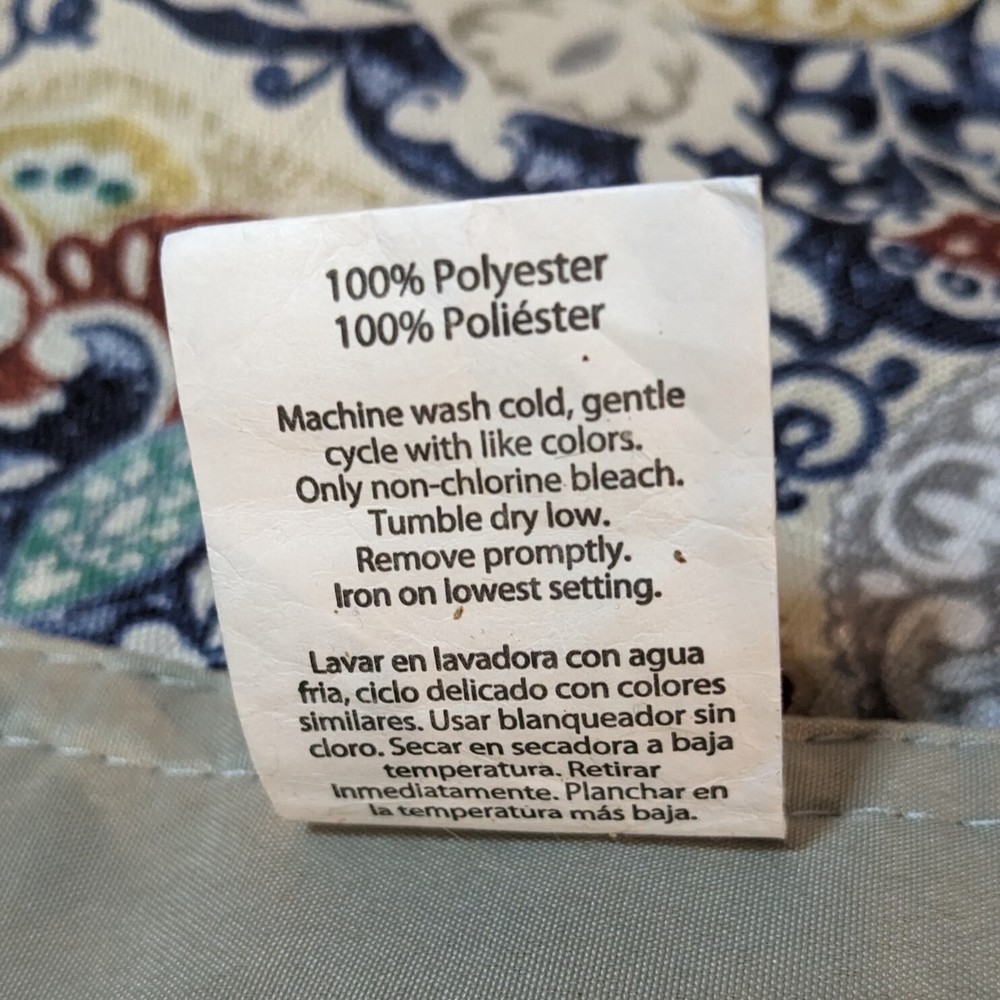 100% Polyester
100% Poliéster
Machine wash cold, gentle
cycle with like colors.
Only non-chlorine bleach.
Tumble dry low.
Remove promptly.
Iron on lowest setting.
Lavar en lavadora con agua
fria, ciclo delicado con colores
similares. Usar blanqueador sin
cloro. Secar en secadora a baja
temperatura. Retirar
Inmediatamente. Planchar en
la temperatura más baja.